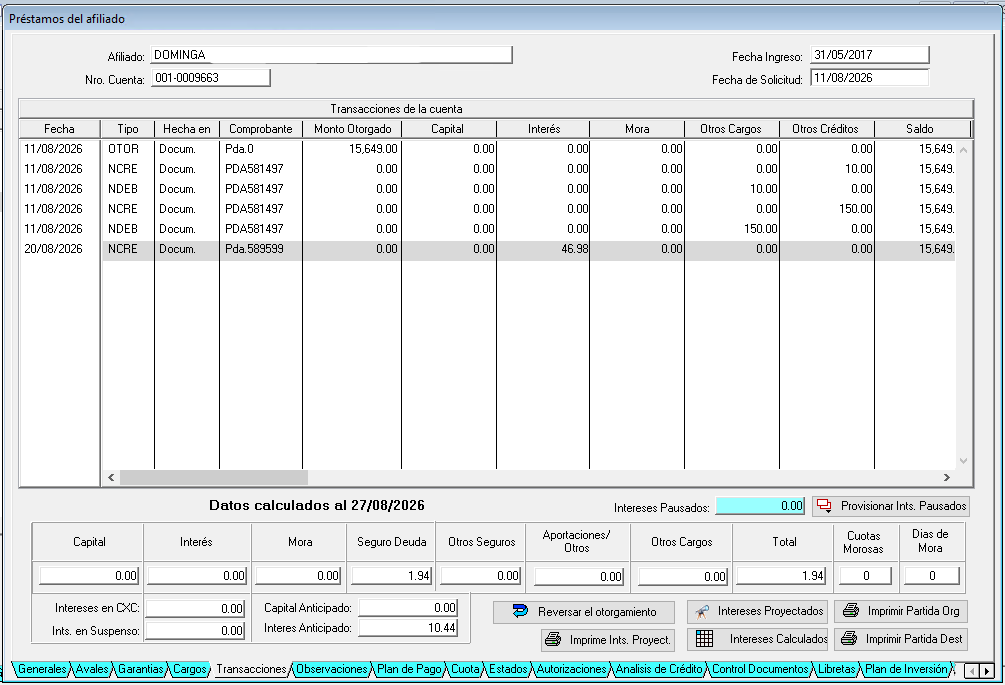 Préstamos del afiliado
Afiliado: DOMINGA
Fecha Ingreso: 31/05/2017
Nro. Cuenta: 001-0009663
Fecha de Solicitud: 11/08/2026
Transacciones de la cuenta
Fecha Tipo Hecha en Comprobante Monto Otorgado Capital Interés Mora Otros Cargos Otros Créditos Saldo
11/08/2026 OTOR Docum. Pda.0 15,649.00 0.00 0.00 0.00 0.00 0.00 15,649.
11/08/2026 NCRE Docum. PDA581497 0.00 0.00 0.00 0.00 0.00 10.00 15,649.
11/08/2026 NDEB Docum. PDA581497 0.00 0.00 0.00 0.00 10.00 0.00 15,649.
11/08/2026 NCRE Docum. PDA581497 0.00 0.00 0.00 0.00 0.00 150.00 15,649.
11/08/2026 NDEB Docum. PDA581497 0.00 0.00 0.00 0.00 150.00 0.00 15,649.
20/08/2026 NCRE Docum. Pda.589599 0.00 0.00 46.98 0.00 0.00 0.00 15,649.
Datos calculados al 27/08/2026
Intereses Pausados: 0.00 Provisionar Ints. Pausados
Capital Interés Mora Seguro Deuda Otros Seguros Aportaciones/ Otros Otros Cargos Total Cuotas Morosas Dias de Mora
0.00 0.00 0.00 1.94 0.00 0.00 0.00 1.94 0 0
Intereses en CXC: 0.00 Capital Anticipado: 0.00
Ints. en Suspenso: 0.00 Interes Anticipado: 10.44
Reversar el otorgamiento Intereses Proyectados Imprimir Partida Org
Imprime Ints. Proyect. Intereses Calculados Imprimir Partida Dest
Generales Avales Garantias Cargos Transacciones Observaciones Plan de Pago Cuota Estados Autorizaciones Analisis de Crédito Control Documentos Libretas Plan de Inversión